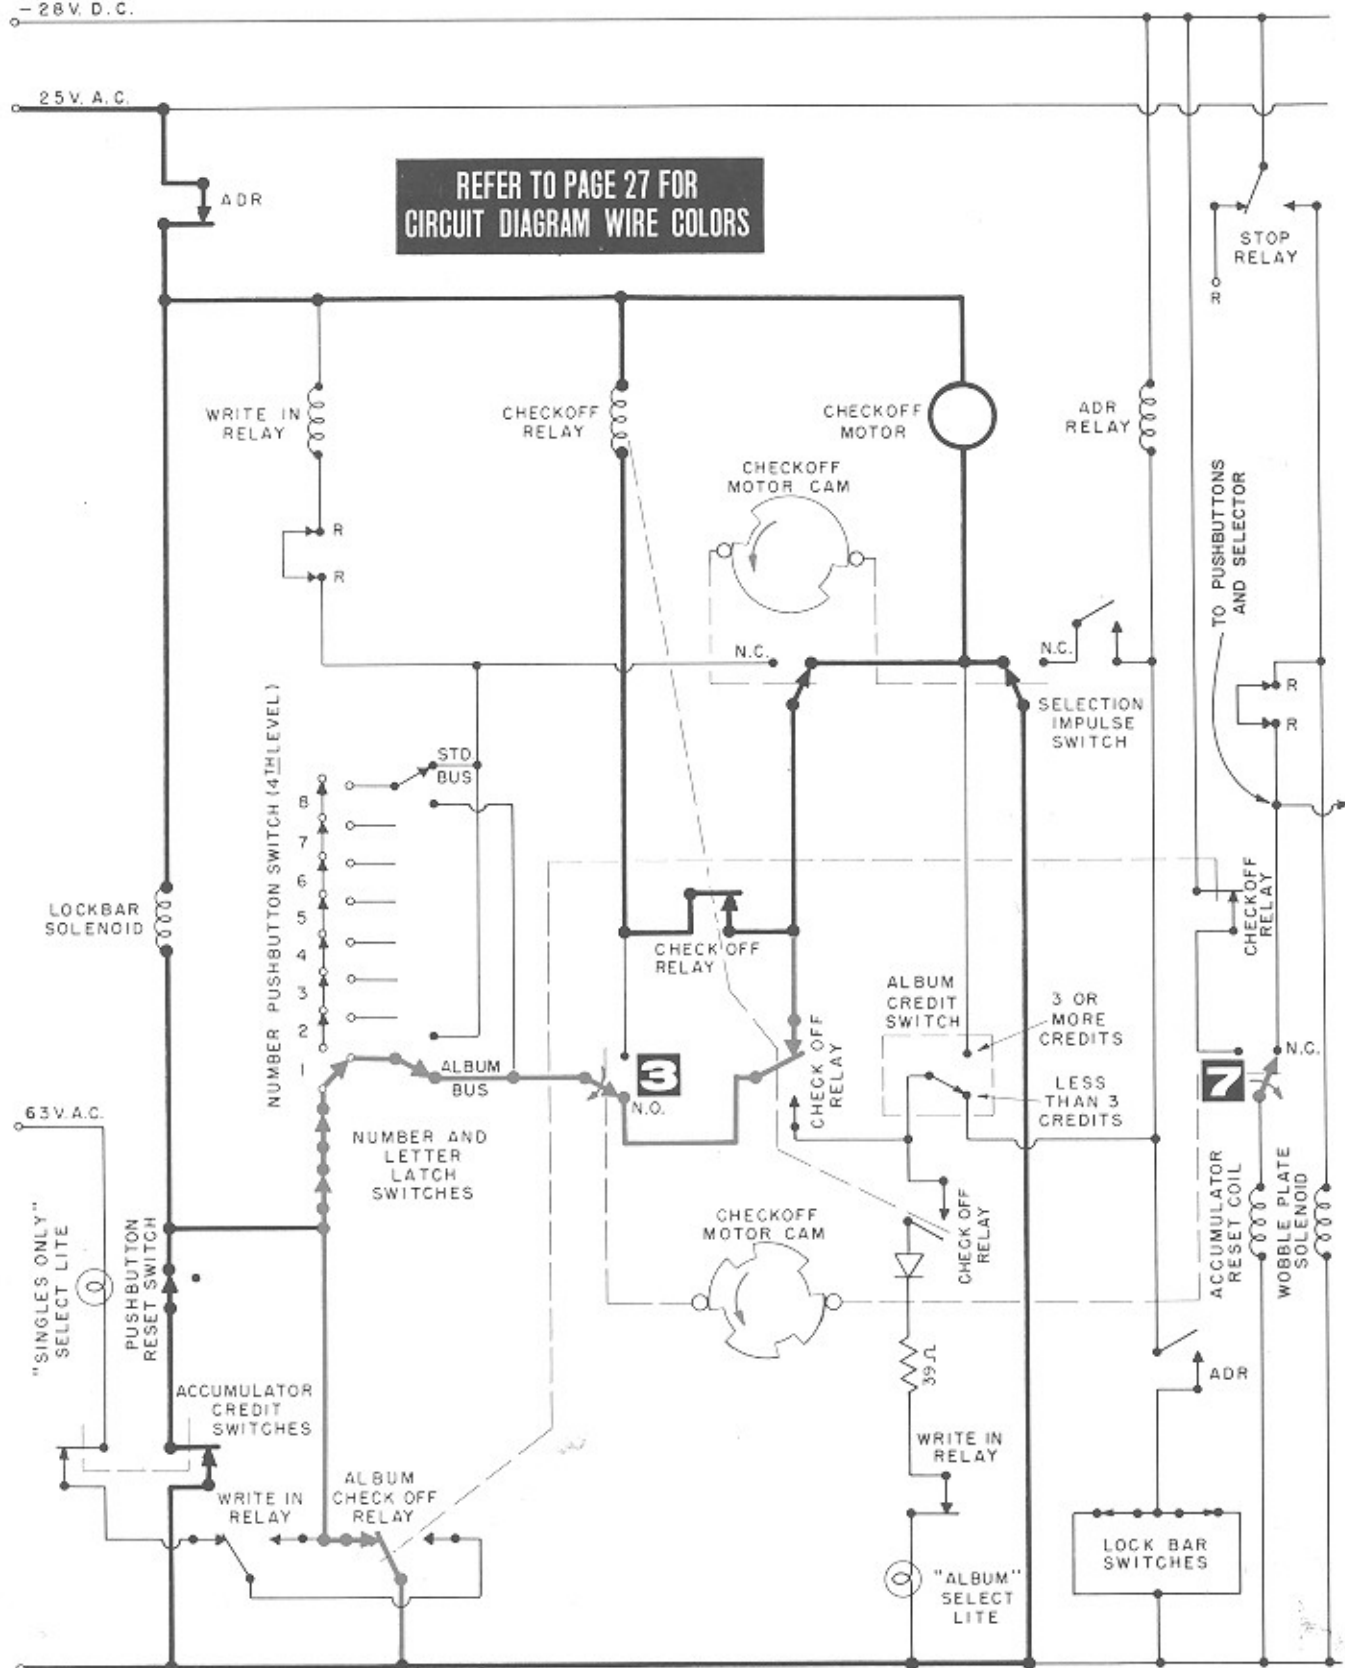 -28V. D.C.
25V. A.C.
ADR
REFER TO PAGE 27 FOR
CIRCUIT DIAGRAM WIRE COLORS
STOP
RELAY
R
WRITE IN
RELAY
CHECKOFF
RELAY
CHECKOFF
MOTOR
ADR
RELAY
CHECKOFF
MOTOR CAM
TO PUSHBUTTONS
AND SELECTOR
R
R
N.C.
N.C.
SELECTION
IMPULSE
SWITCH
R
R
NUMBER PUSHBUTTON SWITCH (4TH LEVEL)
STD
BUS
8
7
6
5
4
3
2
1
LOCKBAR
SOLENOID
CHECK OFF
RELAY
CHECKOFF
RELAY
ALBUM
CREDIT
SWITCH
3 OR
MORE
CREDITS
LESS
THAN 3
CREDITS
ALBUM
BUS
3
N.O.
CHECK OFF
RELAY
7
N.C.
63V. A.C.
NUMBER AND
LETTER
LATCH
SWITCHES
"SINGLES ONLY"
SELECT LITE
PUSHBUTTON
RESET SWITCH
CHECKOFF
MOTOR CAM
CHECK OFF
RELAY
ACCUMULATOR
RESET COIL
WOBBLE PLATE
SOLENOID
39Ω
ADR
ACCUMULATOR
CREDIT
SWITCHES
WRITE IN
RELAY
ALBUM
CHECK OFF
RELAY
WRITE IN
RELAY
"ALBUM"
SELECT
LITE
LOCK BAR
SWITCHES